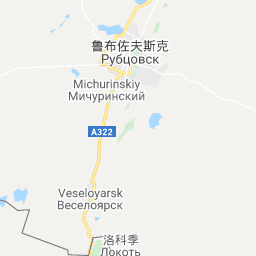 鲁布佐夫斯克
Рубцовск
Michurinskiy
Мичуринский
A322
Veseloyarsk
Веселоярск
洛科季
Локоть